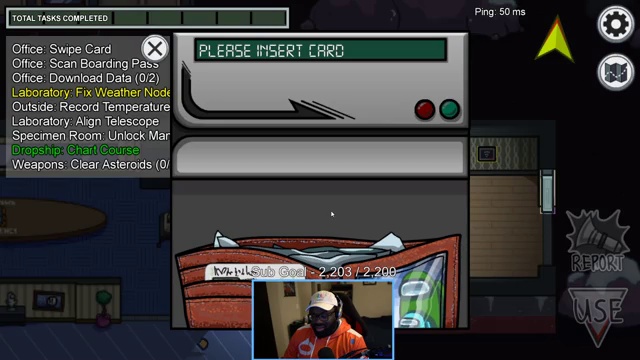 TOTAL TASKS COMPLETED
Ping: 50 ms
PLEASE INSERT CARD
Office: Swipe Card
Office: Scan Boarding Pass
Office: Download Data (0/2)
Laboratory: Fix Weather Node
Outside: Record Temperature
Laboratory: Align Telescope
Specimen Room: Unlock Man
Dropship: Chart Course
Weapons: Clear Asteroids (0/
REPORT
USE
Sub Goal - 2,203 / 2,200